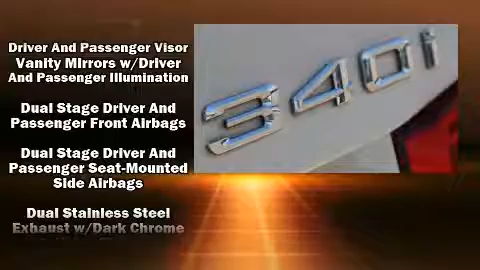 Driver And Passenger Visor
Vanity MIrrors w/Driver
And Passenger Illumination
Dual Stage Driver And
Passenger Front Airbags
Dual Stage Driver And
Passenger Seat-Mounted
Side Airbags
Dual Stainless Steel
Exhaust w/Dark Chrome
340i